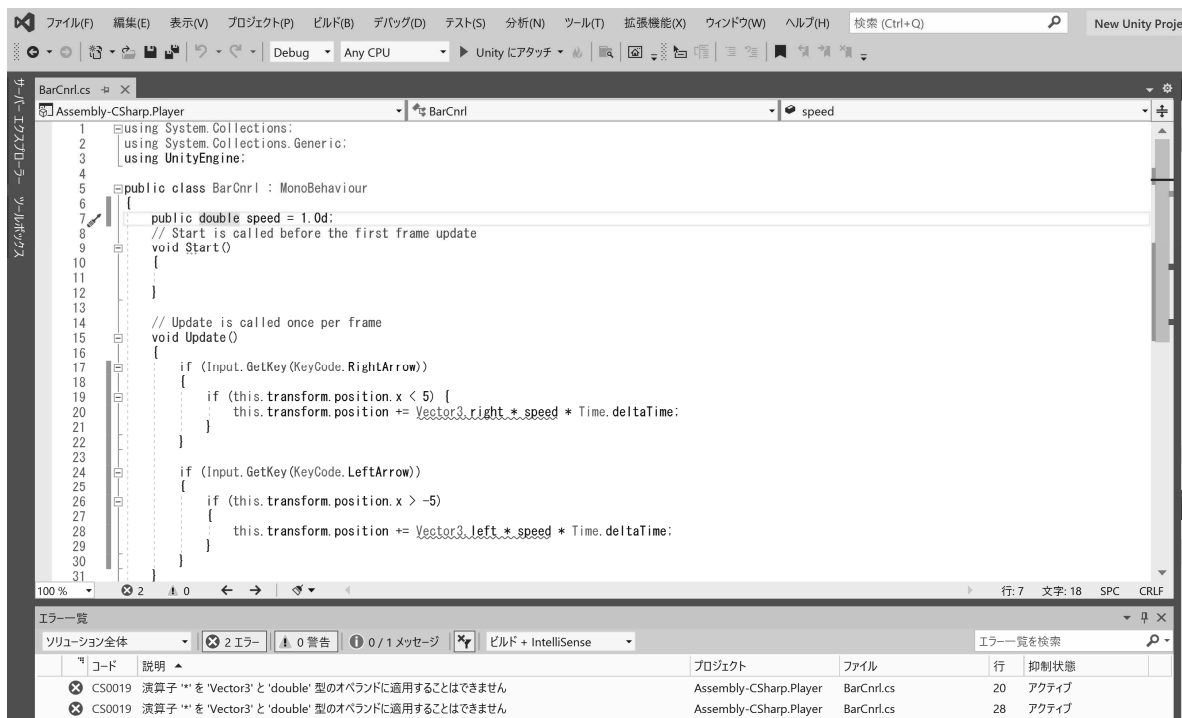 ファイル(F) 編集(E) 表示(V) プロジェクト(P) ビルド(B) デバッグ(D) テスト(S) 分析(N) ツール(T) 拡張機能(X) ウィンドウ(W) ヘルプ(H) 検索 (Ctrl+Q) New Unity Proje
Debug Any CPU Unity にアタッチ
サーバー エクスプローラー ツールボックス
BarCnrl.cs
Assembly-CSharp.Player BarCnrl speed
1 using System.Collections;
2 using System.Collections.Generic;
3 using UnityEngine;
4
5 public class BarCnrl : MonoBehaviour
6 {
7 public double speed = 1.0d;
8 // Start is called before the first frame update
9 void Start()
10 {
11
12 }
13
14 // Update is called once per frame
15 void Update()
16 {
17 if (Input.GetKey(KeyCode.RightArrow))
18 {
19 if (this.transform.position.x < 5) {
20 this.transform.position += Vector3.right * speed * Time.deltaTime;
21 }
22 }
23
24 if (Input.GetKey(KeyCode.LeftArrow))
25 {
26 if (this.transform.position.x > -5)
27 {
28 this.transform.position += Vector3.left * speed * Time.deltaTime;
29 }
30 }
31 }
100 % 2 0 行: 7 文字: 18 SPC CRLF
エラー一覧
ソリューション全体 2 エラー 0 警告 0 / 1 メッセージ ビルド + IntelliSense エラー一覧を検索
コード 説明 プロジェクト ファイル 行 抑制状態
CS0019 演算子 '*' を 'Vector3' と 'double' 型のオペランドに適用することはできません Assembly-CSharp.Player BarCnrl.cs 20 アクティブ
CS0019 演算子 '*' を 'Vector3' と 'double' 型のオペランドに適用することはできません Assembly-CSharp.Player BarCnrl.cs 28 アクティブ